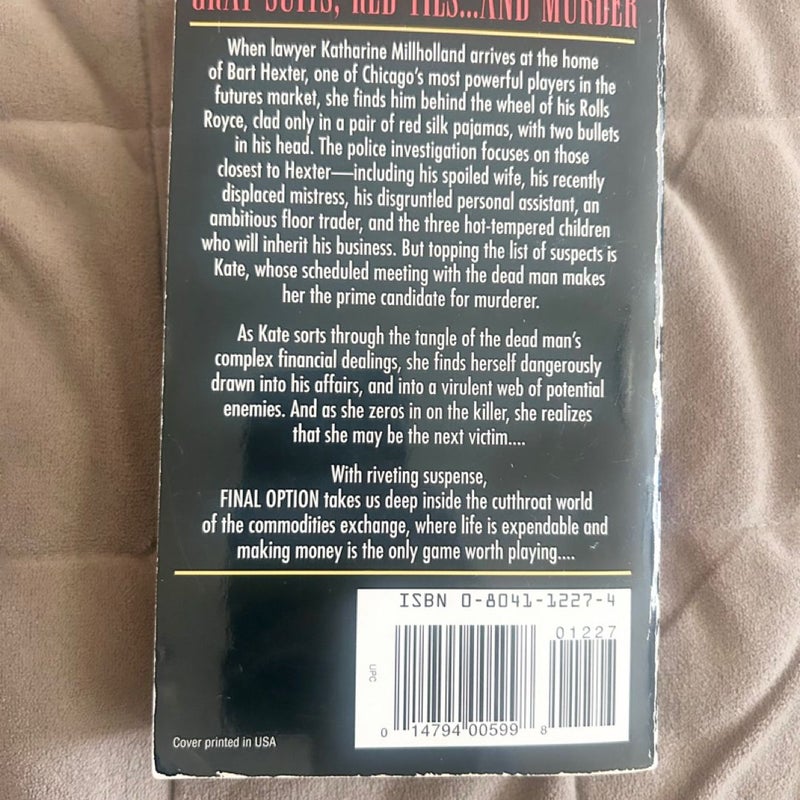 GRAY SUITS, RED TIES...AND MURDER
When lawyer Katharine Millholland arrives at the home
of Bart Hexter, one of Chicago's most powerful players in the
futures market, she finds him behind the wheel of his Rolls
Royce, clad only in a pair of red silk pajamas, with two bullets
in his head. The police investigation focuses on those
closest to Hexter—including his spoiled wife, his recently
displaced mistress, his disgruntled personal assistant, an
ambitious floor trader, and the three hot-tempered children
who will inherit his business. But topping the list of suspects is
Kate, whose scheduled meeting with the dead man makes
her the prime candidate for murderer.
As Kate sorts through the tangle of the dead man's
complex financial dealings, she finds herself dangerously
drawn into his affairs, and into a virulent web of potential
enemies. And as she zeros in on the killer, she realizes
that she may be the next victim....
With riveting suspense,
FINAL OPTION takes us deep inside the cutthroat world
of the commodities exchange, where life is expendable and
making money is the only game worth playing....
ISBN 0-8041-1227-4
01227
UPC
0 14794 00599 8
Cover printed in USA